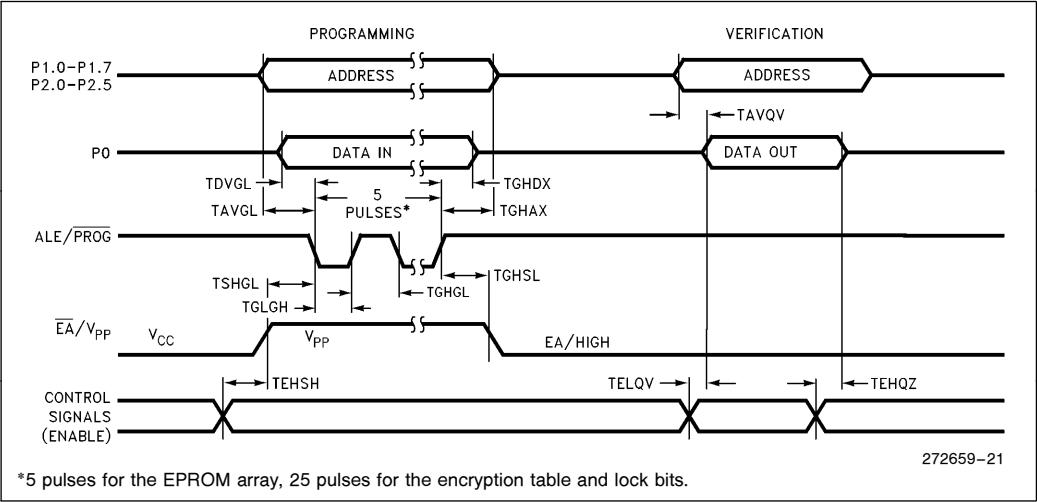 PROGRAMMING
VERIFICATION
P1.0–P1.7
P2.0–P2.5
ADDRESS
ADDRESS
TAVQV
P0
DATA IN
DATA OUT
TDVGL
5
PULSES*
TGHDX
TAVGL
TGHAX
ALE/PROG
TSHGL
TGHSL
TGHGL
TGLGH
EA/VPP
VCC
VPP
EA/HIGH
TEHSH
TELQV
TEHQZ
CONTROL
SIGNALS
(ENABLE)
272659–21
*5 pulses for the EPROM array, 25 pulses for the encryption table and lock bits.